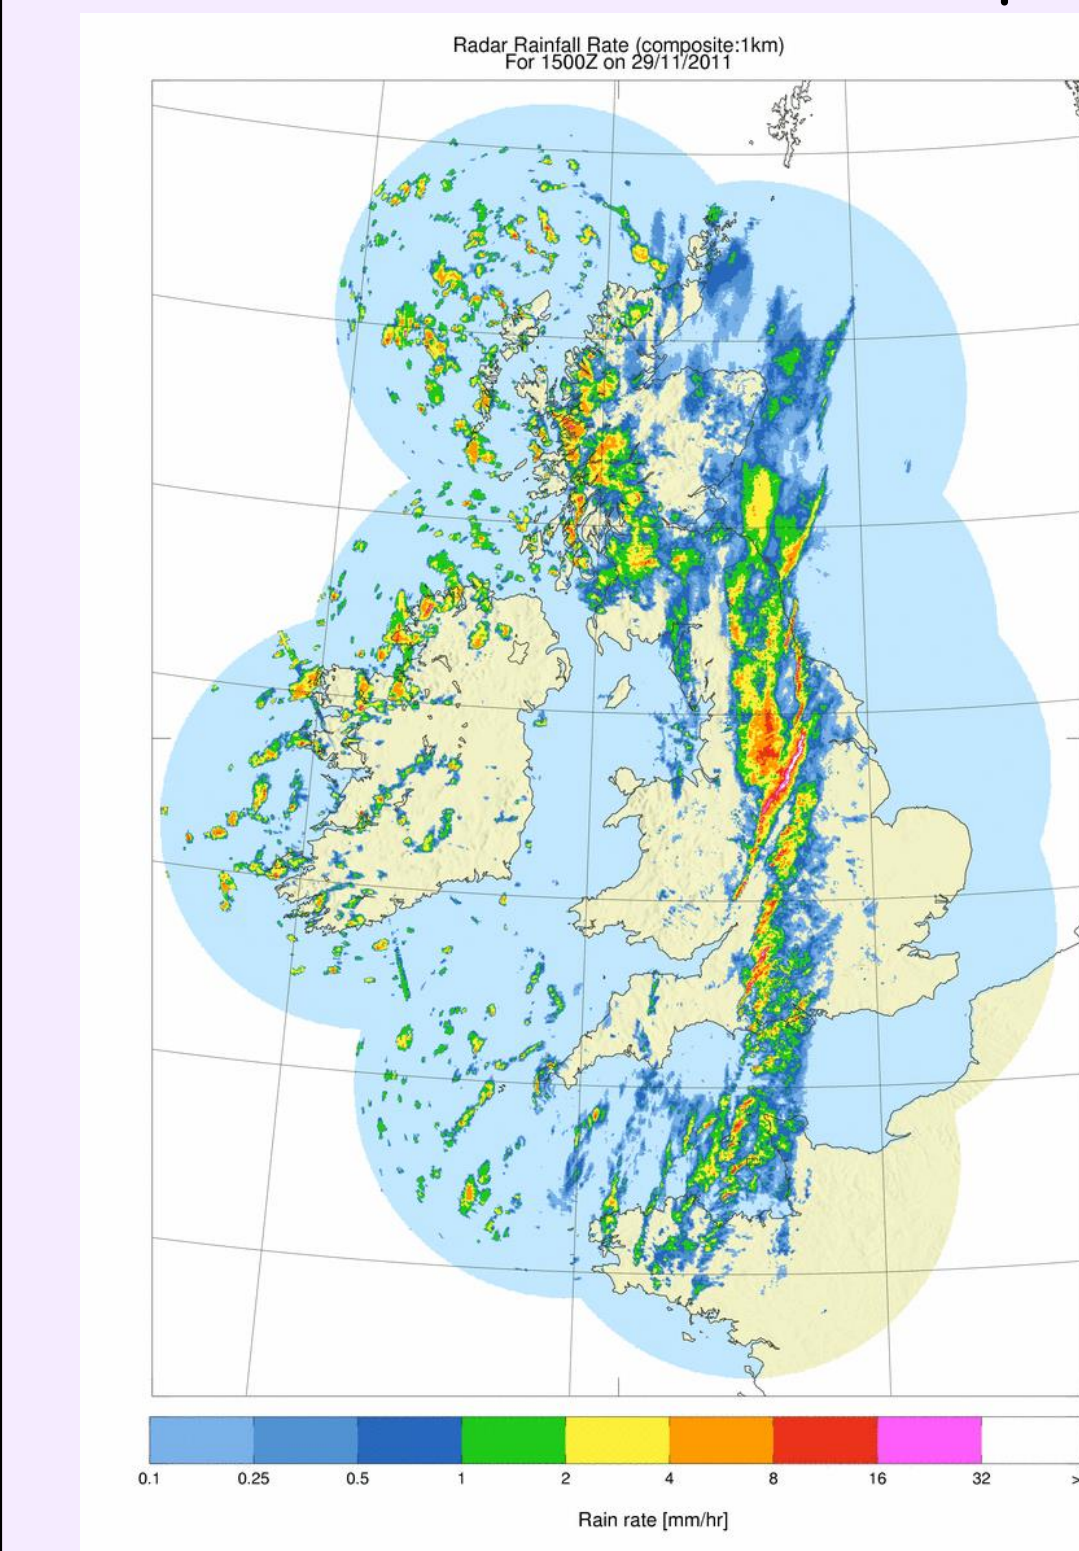 Radar Rainfall Rate (composite:1km)
For 1500Z on 29/11/2011
0.1 0.25 0.5 1 2 4 8 16 32 >
Rain rate [mm/hr]